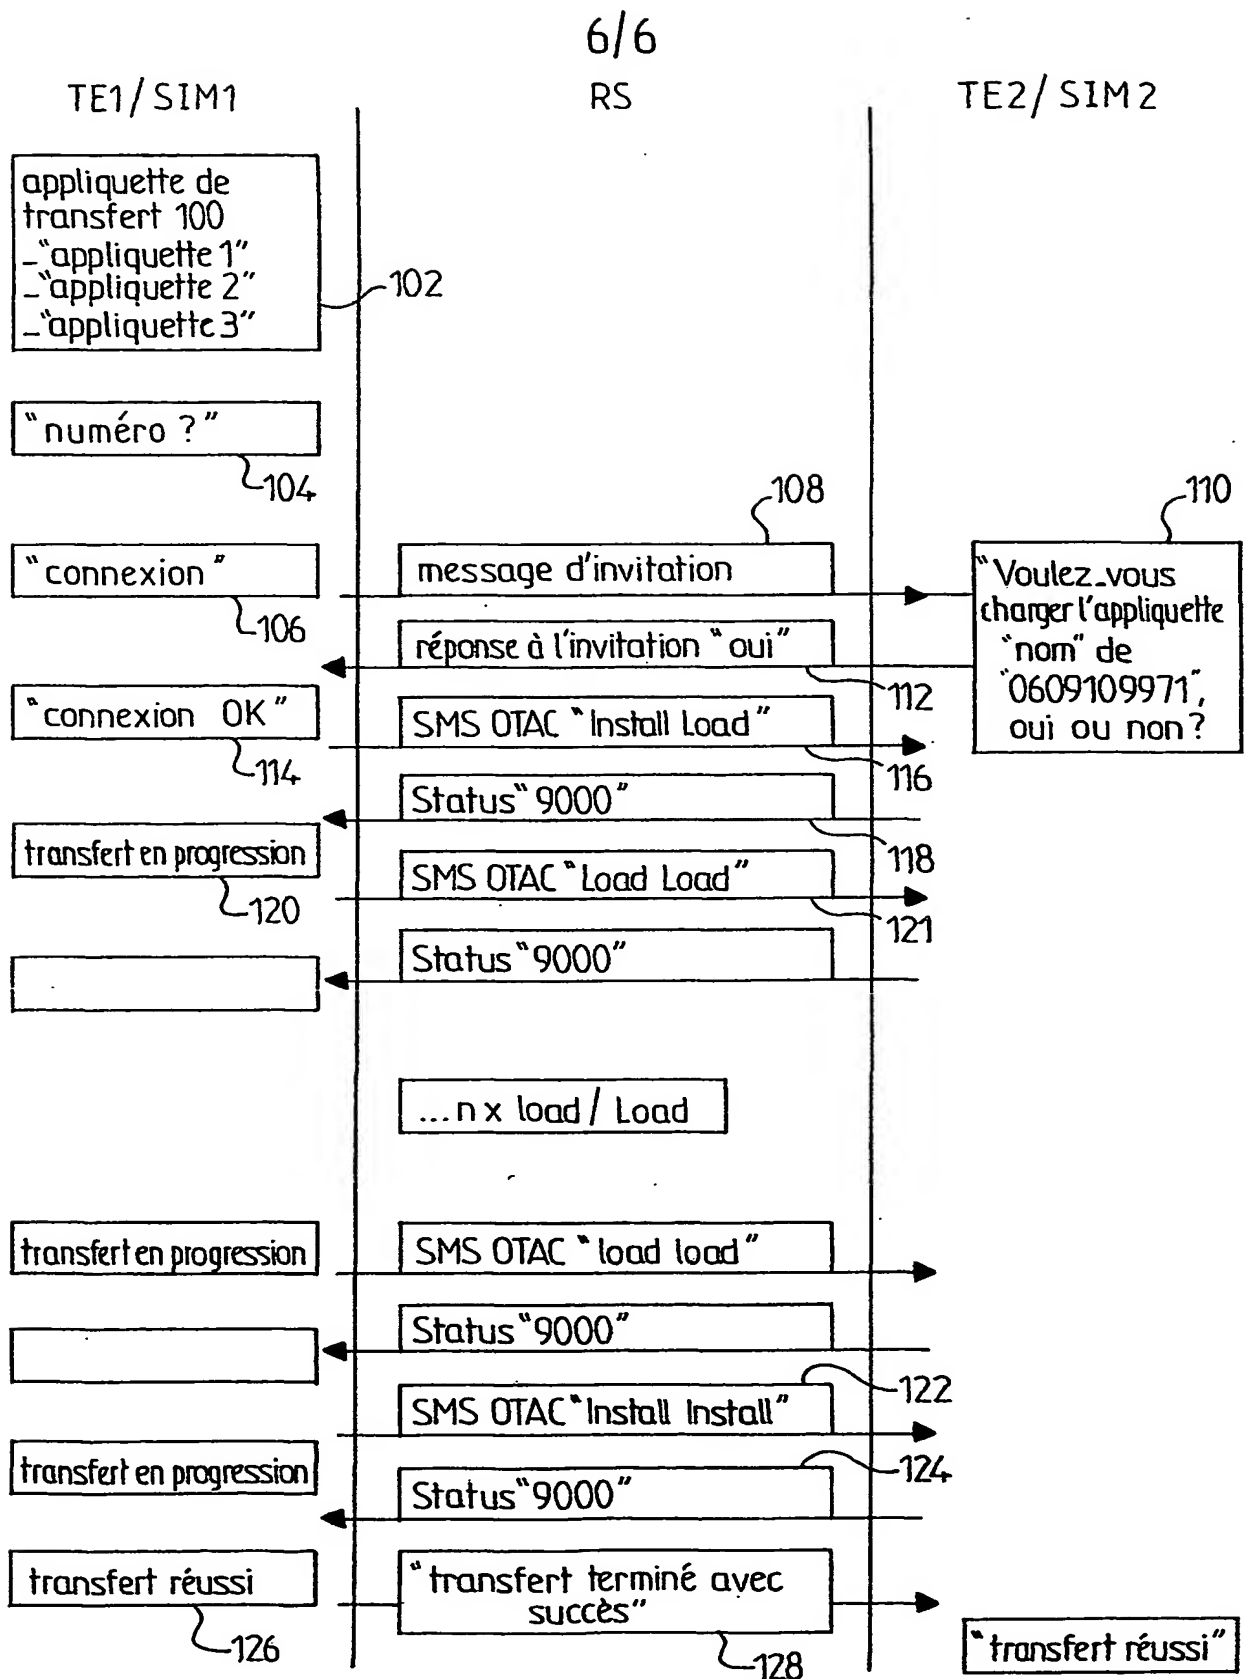 6/6
TE1/SIM1
RS
TE2/SIM2
appliquette de
transfert 100
_"appliquette 1"
_"appliquette 2"
_"appliquette 3"
102
"numéro ?"
104
108
110
"connexion"
106
message d'invitation
"Voulez_vous
charger l'appliquette
"nom" de
"0609109971",
oui ou non?
réponse à l'invitation "oui"
112
"connexion OK"
114
SMS OTAC "Install Load"
116
Status "9000"
118
transfert en progression
120
SMS OTAC "Load Load"
121
Status "9000"
...n x load / Load
transfert en progression
SMS OTAC "load load"
Status "9000"
122
SMS OTAC "Install Install"
transfert en progression
124
Status "9000"
transfert réussi
126
"transfert terminé avec
succès"
128
"transfert réussi"